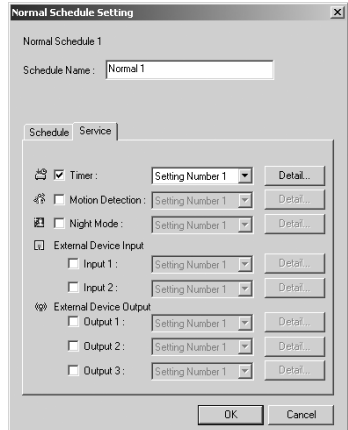 Normal Schedule Setting
Normal Schedule 1
Schedule Name : Normal 1
Schedule Service
Timer : Setting Number 1 Detail...
Motion Detection : Setting Number 1 Detail...
Night Mode : Setting Number 1 Detail...
External Device Input
Input 1 : Setting Number 1 Detail...
Input 2 : Setting Number 1 Detail...
External Device Output
Output 1 : Setting Number 1 Detail...
Output 2 : Setting Number 1 Detail...
Output 3 : Setting Number 1 Detail...
OK Cancel